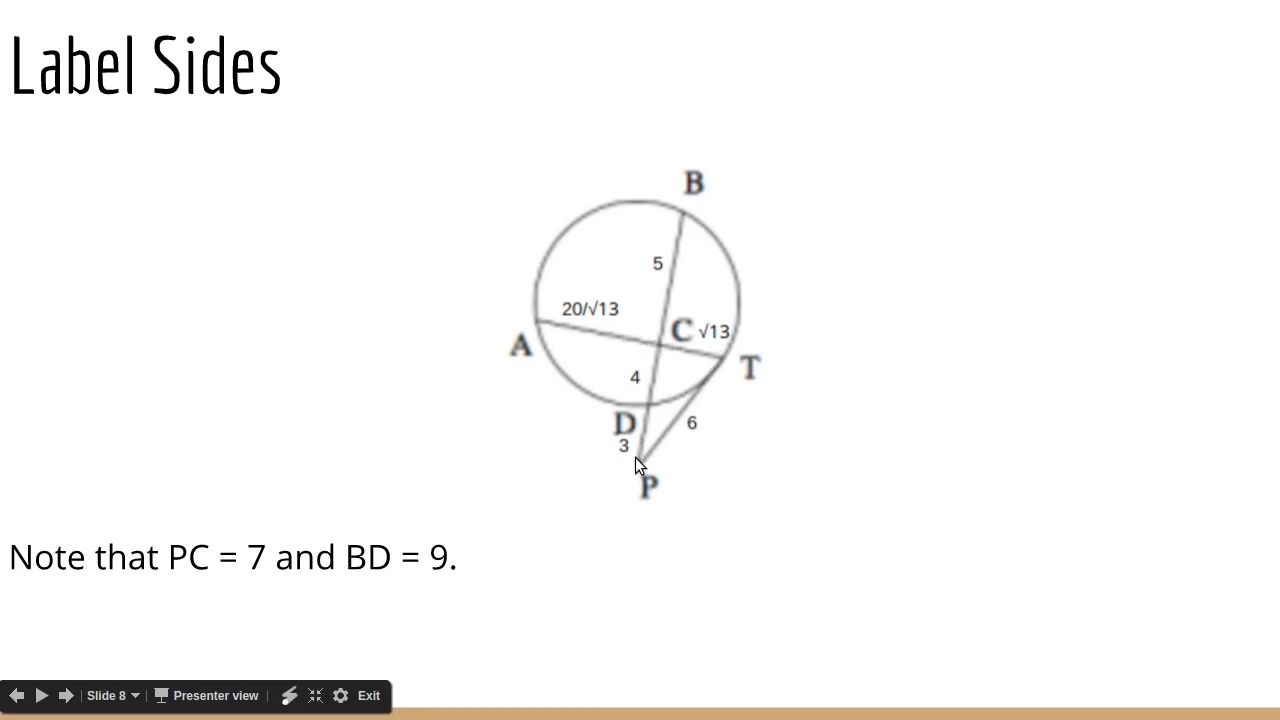 Label Sides
B
5
20/√13
C √13
A
T
4
D
6
3
P
Note that PC = 7 and BD = 9.
Slide 8
Presenter view
Exit